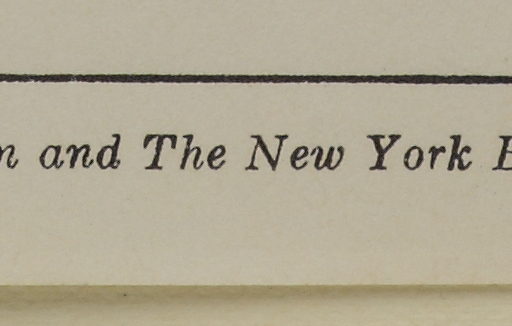 and The New York